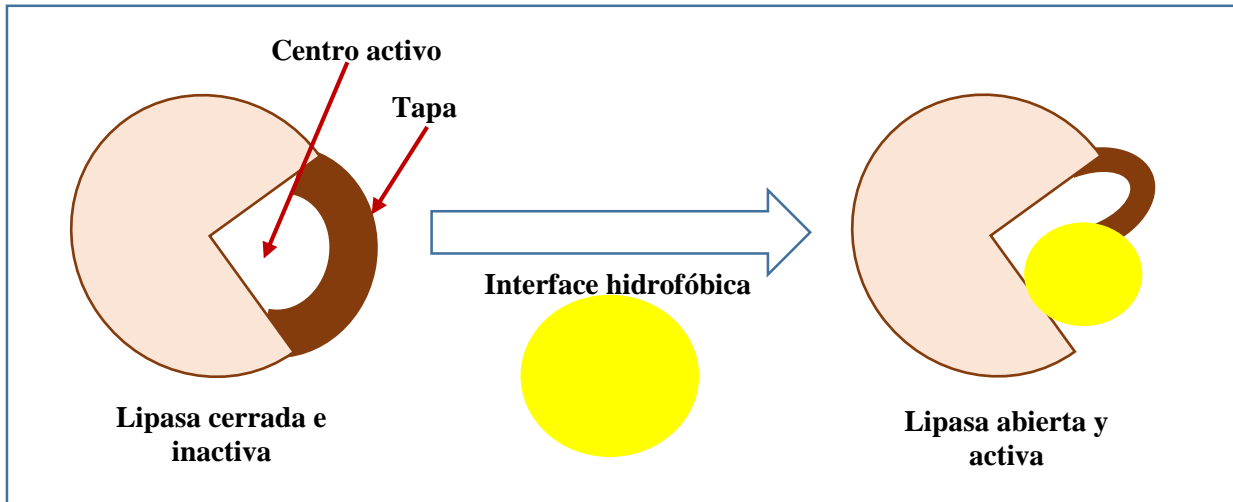 Centro activo
Tapa
Interface hidrofóbica
Lipasa cerrada e
inactiva
Lipasa abierta y
activa